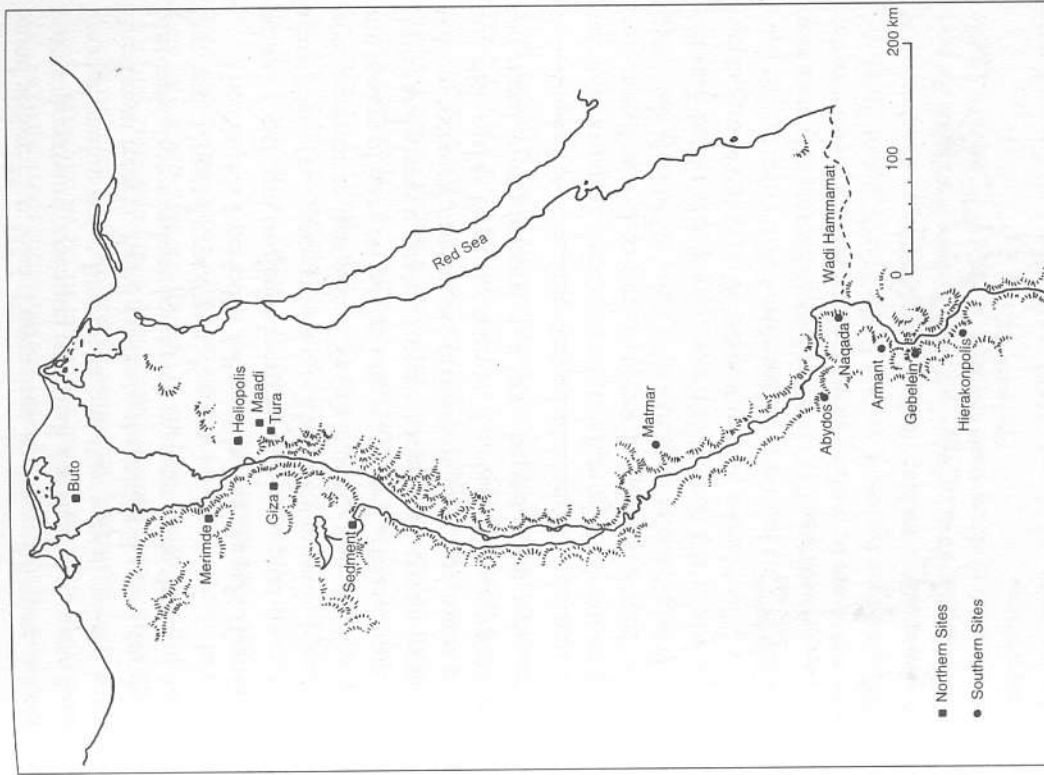 Buto
Heliopolis
Maadi
Tura
Merimde
Giza
Sedment
Red Sea
Matmar
Wadi Hammamat
Abydos
Naqada
Armant
Gebelein
Hierakonpolis
0 100 200 km
■ Northern Sites
● Southern Sites